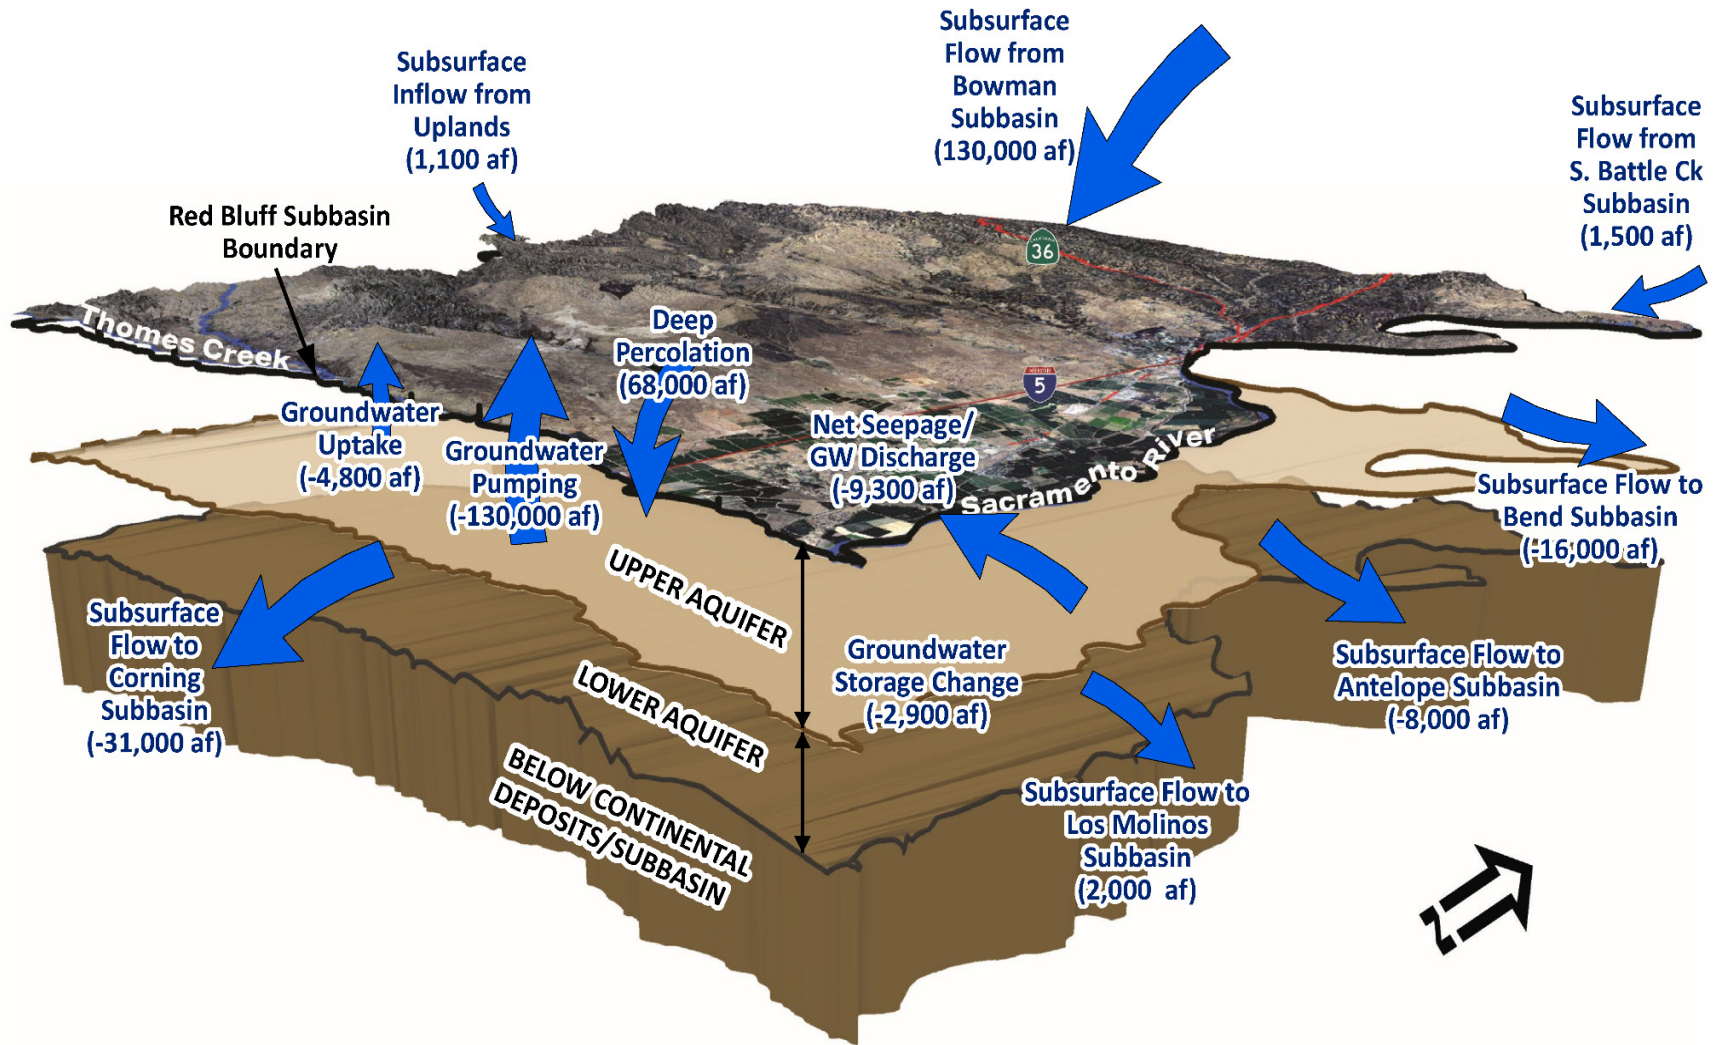 Subsurface
Inflow from
Uplands
(1,100 af)
Subsurface
Flow from
Bowman
Subbasin
(130,000 af)
Subsurface
Flow from
S. Battle Ck
Subbasin
(1,500 af)
Red Bluff Subbasin
Boundary
CALIFORNIA
36
Thomes Creek
Deep
Percolation
(68,000 af)
INTERSTATE
5
Groundwater
Uptake
(-4,800 af)
Groundwater
Pumping
(-130,000 af)
Net Seepage/
GW Discharge
(-9,300 af)
Sacramento River
Subsurface Flow to
Bend Subbasin
(-16,000 af)
UPPER AQUIFER
Subsurface
Flow to
Corning
Subbasin
(-31,000 af)
Groundwater
Storage Change
(-2,900 af)
Subsurface Flow to
Antelope Subbasin
(-8,000 af)
LOWER AQUIFER
BELOW CONTINENTAL
DEPOSITS/SUBBASIN
Subsurface Flow to
Los Molinos
Subbasin
(2,000 af)
N